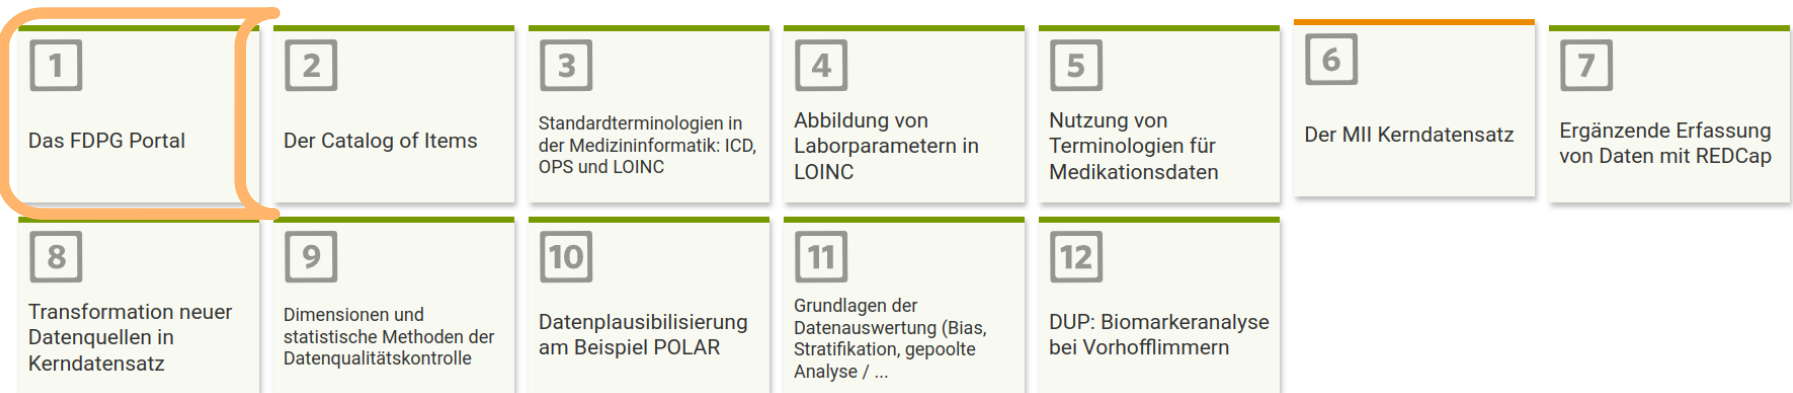 1
Das FDPG Portal
2
Der Catalog of Items
3
Standardterminologien in
der Medizininformatik: ICD,
OPS und LOINC
4
Abbildung von
Laborparametern in
LOINC
5
Nutzung von
Terminologien für
Medikationsdaten
6
Der MII Kerndatensatz
7
Ergänzende Erfassung
von Daten mit REDCap
8
Transformation neuer
Datenquellen in
Kerndatensatz
9
Dimensionen und
statistische Methoden der
Datenqualitätskontrolle
10
Datenplausibilisierung
am Beispiel POLAR
11
Grundlagen der
Datenauswertung (Bias,
Stratifikation, gepoolte
Analyse / ...
12
DUP: Biomarkeranalyse
bei Vorhofflimmern